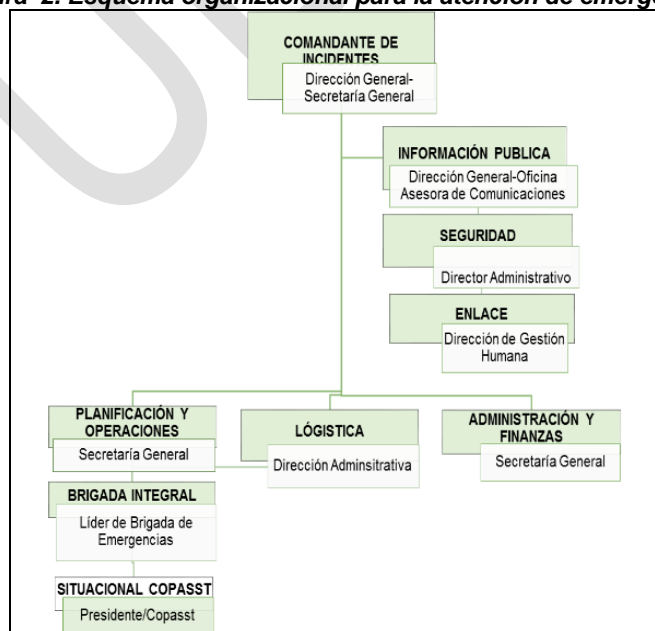 2. Esquema organizacional para la atención de
COMANDANTE DE
INCIDENTES
Dirección General-
Secretaría General
INFORMACIÓN PUBLICA
Dirección General-Oficina
Asesora de Comunicaciones
SEGURIDAD
Director Administrativo
ENLACE
Dirección de Gestión
Humana
PLANIFICACIÓN Y
OPERACIONES
Secretaría General
LÓGISTICA
Dirección Adminsitrativa
ADMINISTRACIÓN Y
FINANZAS
Secretaría General
BRIGADA INTEGRAL
Líder de Brigada de
Emergencias
SITUACIONAL COPASST
Presidente/Copasst